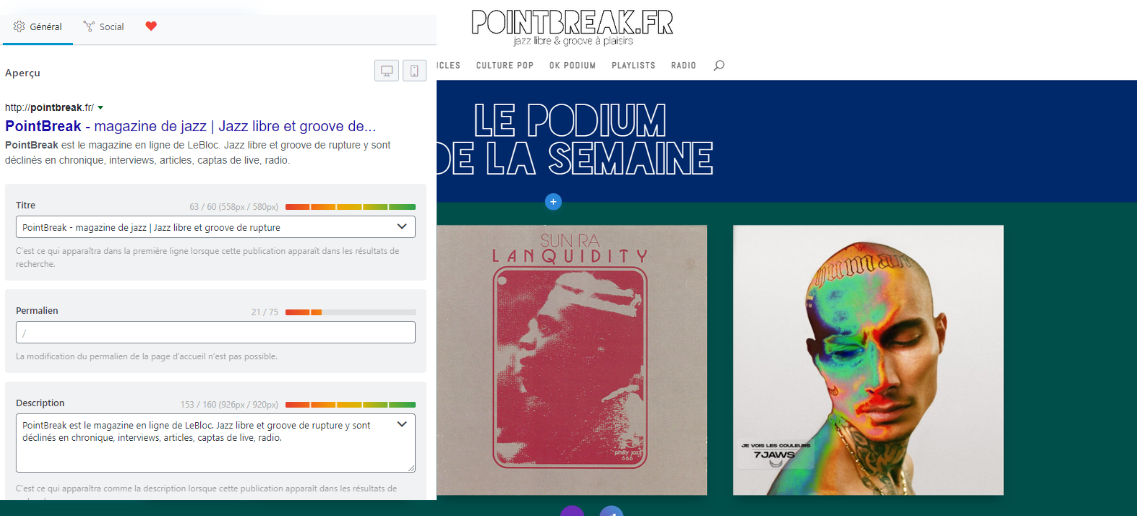 Général
Social
Aperçu
http://pointbreak.fr/
PointBreak - magazine de jazz | Jazz libre et groove de...
PointBreak est le magazine en ligne de LeBloc. Jazz libre et groove de rupture y sont
déclinés en chronique, interviews, articles, captas de live, radio.
Titre
63 / 60 (558px / 580px)
PointBreak - magazine de jazz | Jazz libre et groove de rupture
C'est ce qui apparaîtra dans la première ligne lorsque cette publication apparaît dans les résultats de
recherche.
Permalien
21 / 75
/
La modification du permalien de la page d'accueil n'est pas possible.
Description
153 / 160 (926px / 920px)
PointBreak est le magazine en ligne de LeBloc. Jazz libre et groove de rupture y sont
déclinés en chronique, interviews, articles, captas de live, radio.
C'est ce qui apparaîtra comme la description lorsque cette publication apparaît dans les résultats de
POINTBREAK.FR
jazz libre & groove à plaisirs
ICLES CULTURE POP OK PODIUM PLAYLISTS RADIO
LE PODIUM
DE LA SEMAINE
SUN RA
LANQUIDITY
JE VOIS LES COULEURS
7JAWS